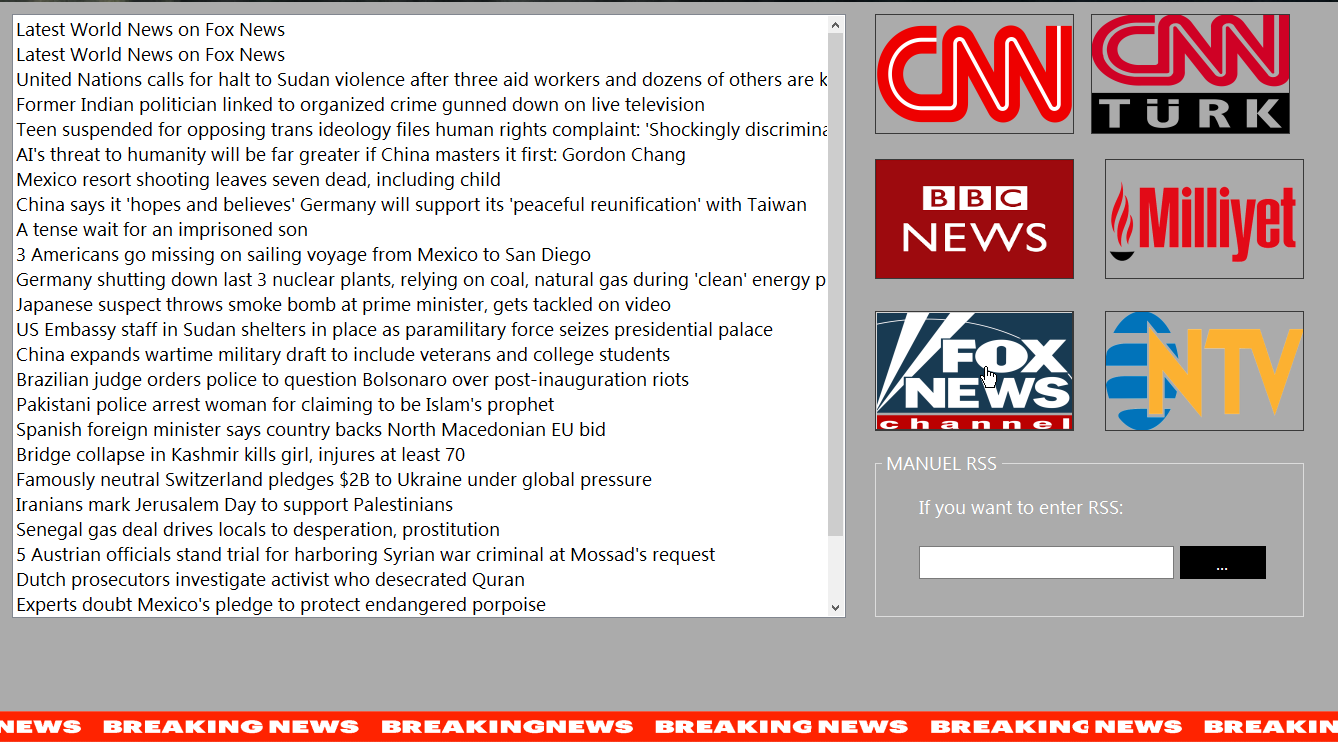 Latest World News on Fox News
Latest World News on Fox News
United Nations calls for halt to Sudan violence after three aid workers and dozens of others are k
Former Indian politician linked to organized crime gunned down on live television
Teen suspended for opposing trans ideology files human rights complaint: 'Shockingly discrimina
AI's threat to humanity will be far greater if China masters it first: Gordon Chang
Mexico resort shooting leaves seven dead, including child
China says it 'hopes and believes' Germany will support its 'peaceful reunification' with Taiwan
A tense wait for an imprisoned son
3 Americans go missing on sailing voyage from Mexico to San Diego
Germany shutting down last 3 nuclear plants, relying on coal, natural gas during 'clean' energy p
Japanese suspect throws smoke bomb at prime minister, gets tackled on video
US Embassy staff in Sudan shelters in place as paramilitary force seizes presidential palace
China expands wartime military draft to include veterans and college students
Brazilian judge orders police to question Bolsonaro over post-inauguration riots
Pakistani police arrest woman for claiming to be Islam's prophet
Spanish foreign minister says country backs North Macedonian EU bid
Bridge collapse in Kashmir kills girl, injures at least 70
Famously neutral Switzerland pledges $2B to Ukraine under global pressure
Iranians mark Jerusalem Day to support Palestinians
Senegal gas deal drives locals to desperation, prostitution
5 Austrian officials stand trial for harboring Syrian war criminal at Mossad's request
Dutch prosecutors investigate activist who desecrated Quran
Experts doubt Mexico's pledge to protect endangered porpoise
CNN
CNN
TÜRK
BBC
NEWS
Milliyet
FOX
NEWS
channel
NTV
MANUEL RSS
If you want to enter RSS:
...
NEWS BREAKING NEWS BREAKINGNEWS BREAKING NEWS BREAKING NEWS BREAKIN